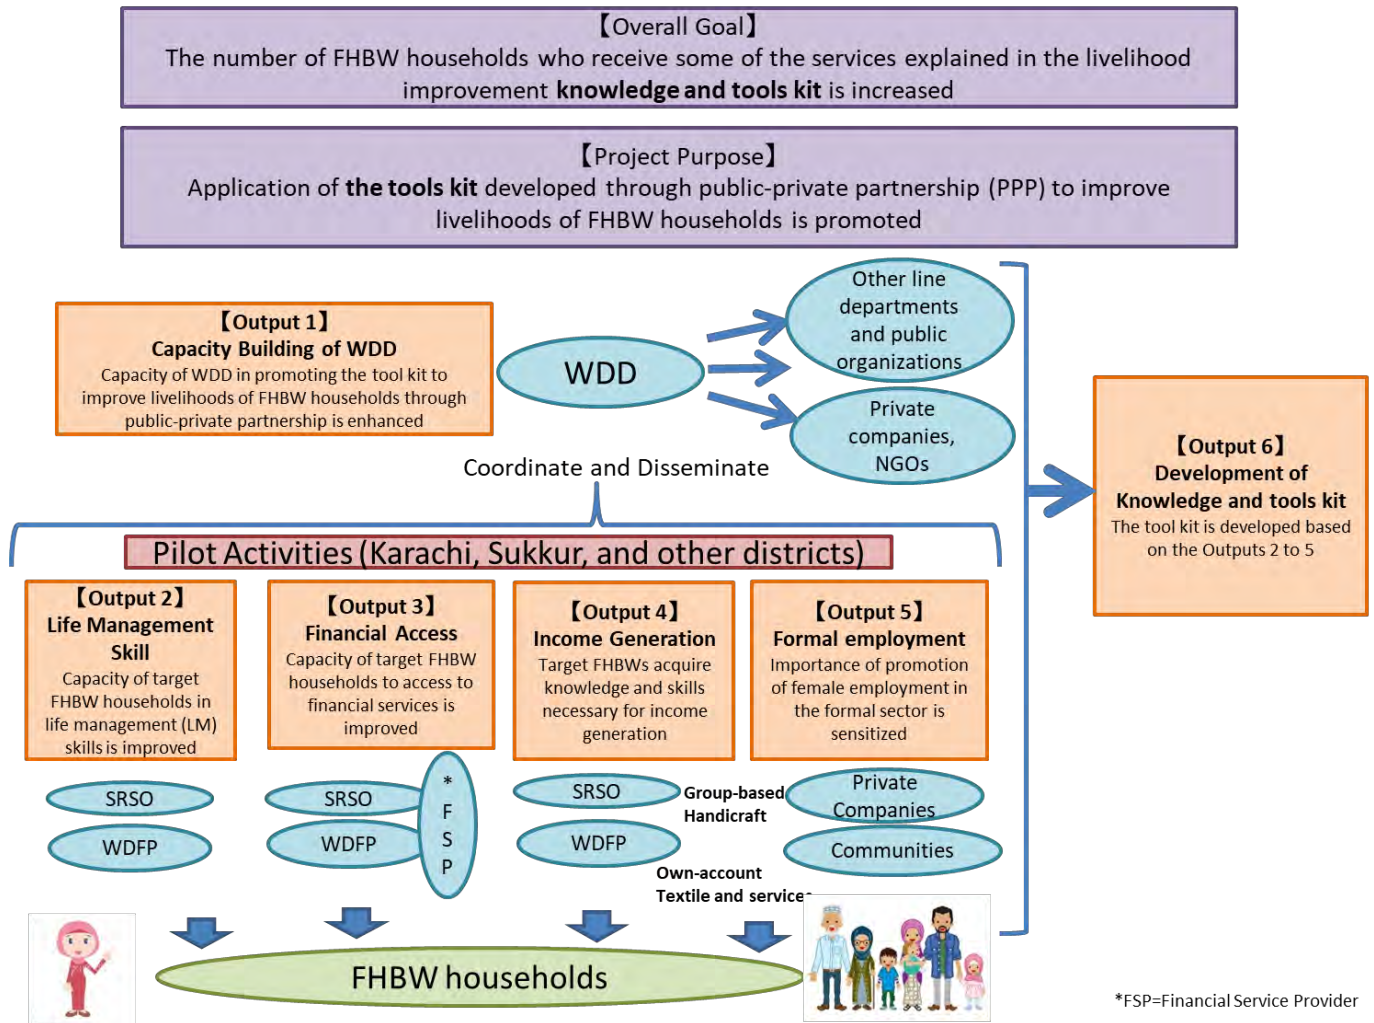 【Overall Goal】
The number of FHBW households who receive some of the services explained in the livelihood
improvement knowledge and tools kit is increased
【Project Purpose】
Application of the tools kit developed through public-private partnership (PPP) to improve
livelihoods of FHBW households is promoted
【Output 1】
Capacity Building of WDD
Capacity of WDD in promoting the tool kit to
improve livelihoods of FHBW households through
public-private partnership is enhanced
WDD
Other line
departments
and public
organizations
Private
companies,
NGOs
Coordinate and Disseminate
【Output 6】
Development of
Knowledge and tools kit
The tool kit is developed based
on the Outputs 2 to 5
Pilot Activities (Karachi, Sukkur, and other districts)
【Output 2】
Life Management
Skill
Capacity of target
FHBW households in
life management (LM)
skills is improved
【Output 3】
Financial Access
Capacity of target FHBW
households to access to
financial services is
improved
【Output 4】
Income Generation
Target FHBWs acquire
knowledge and skills
necessary for income
generation
【Output 5】
Formal employment
Importance of promotion
of female employment in
the formal sector is
sensitized
SRSO
WDFP
SRSO
WDFP
*
F
S
P
SRSO
WDFP
Group-based
Handicraft
Own-account
Textile and services
Private
Companies
Communities
FHBW households
*FSP=Financial Service Provider